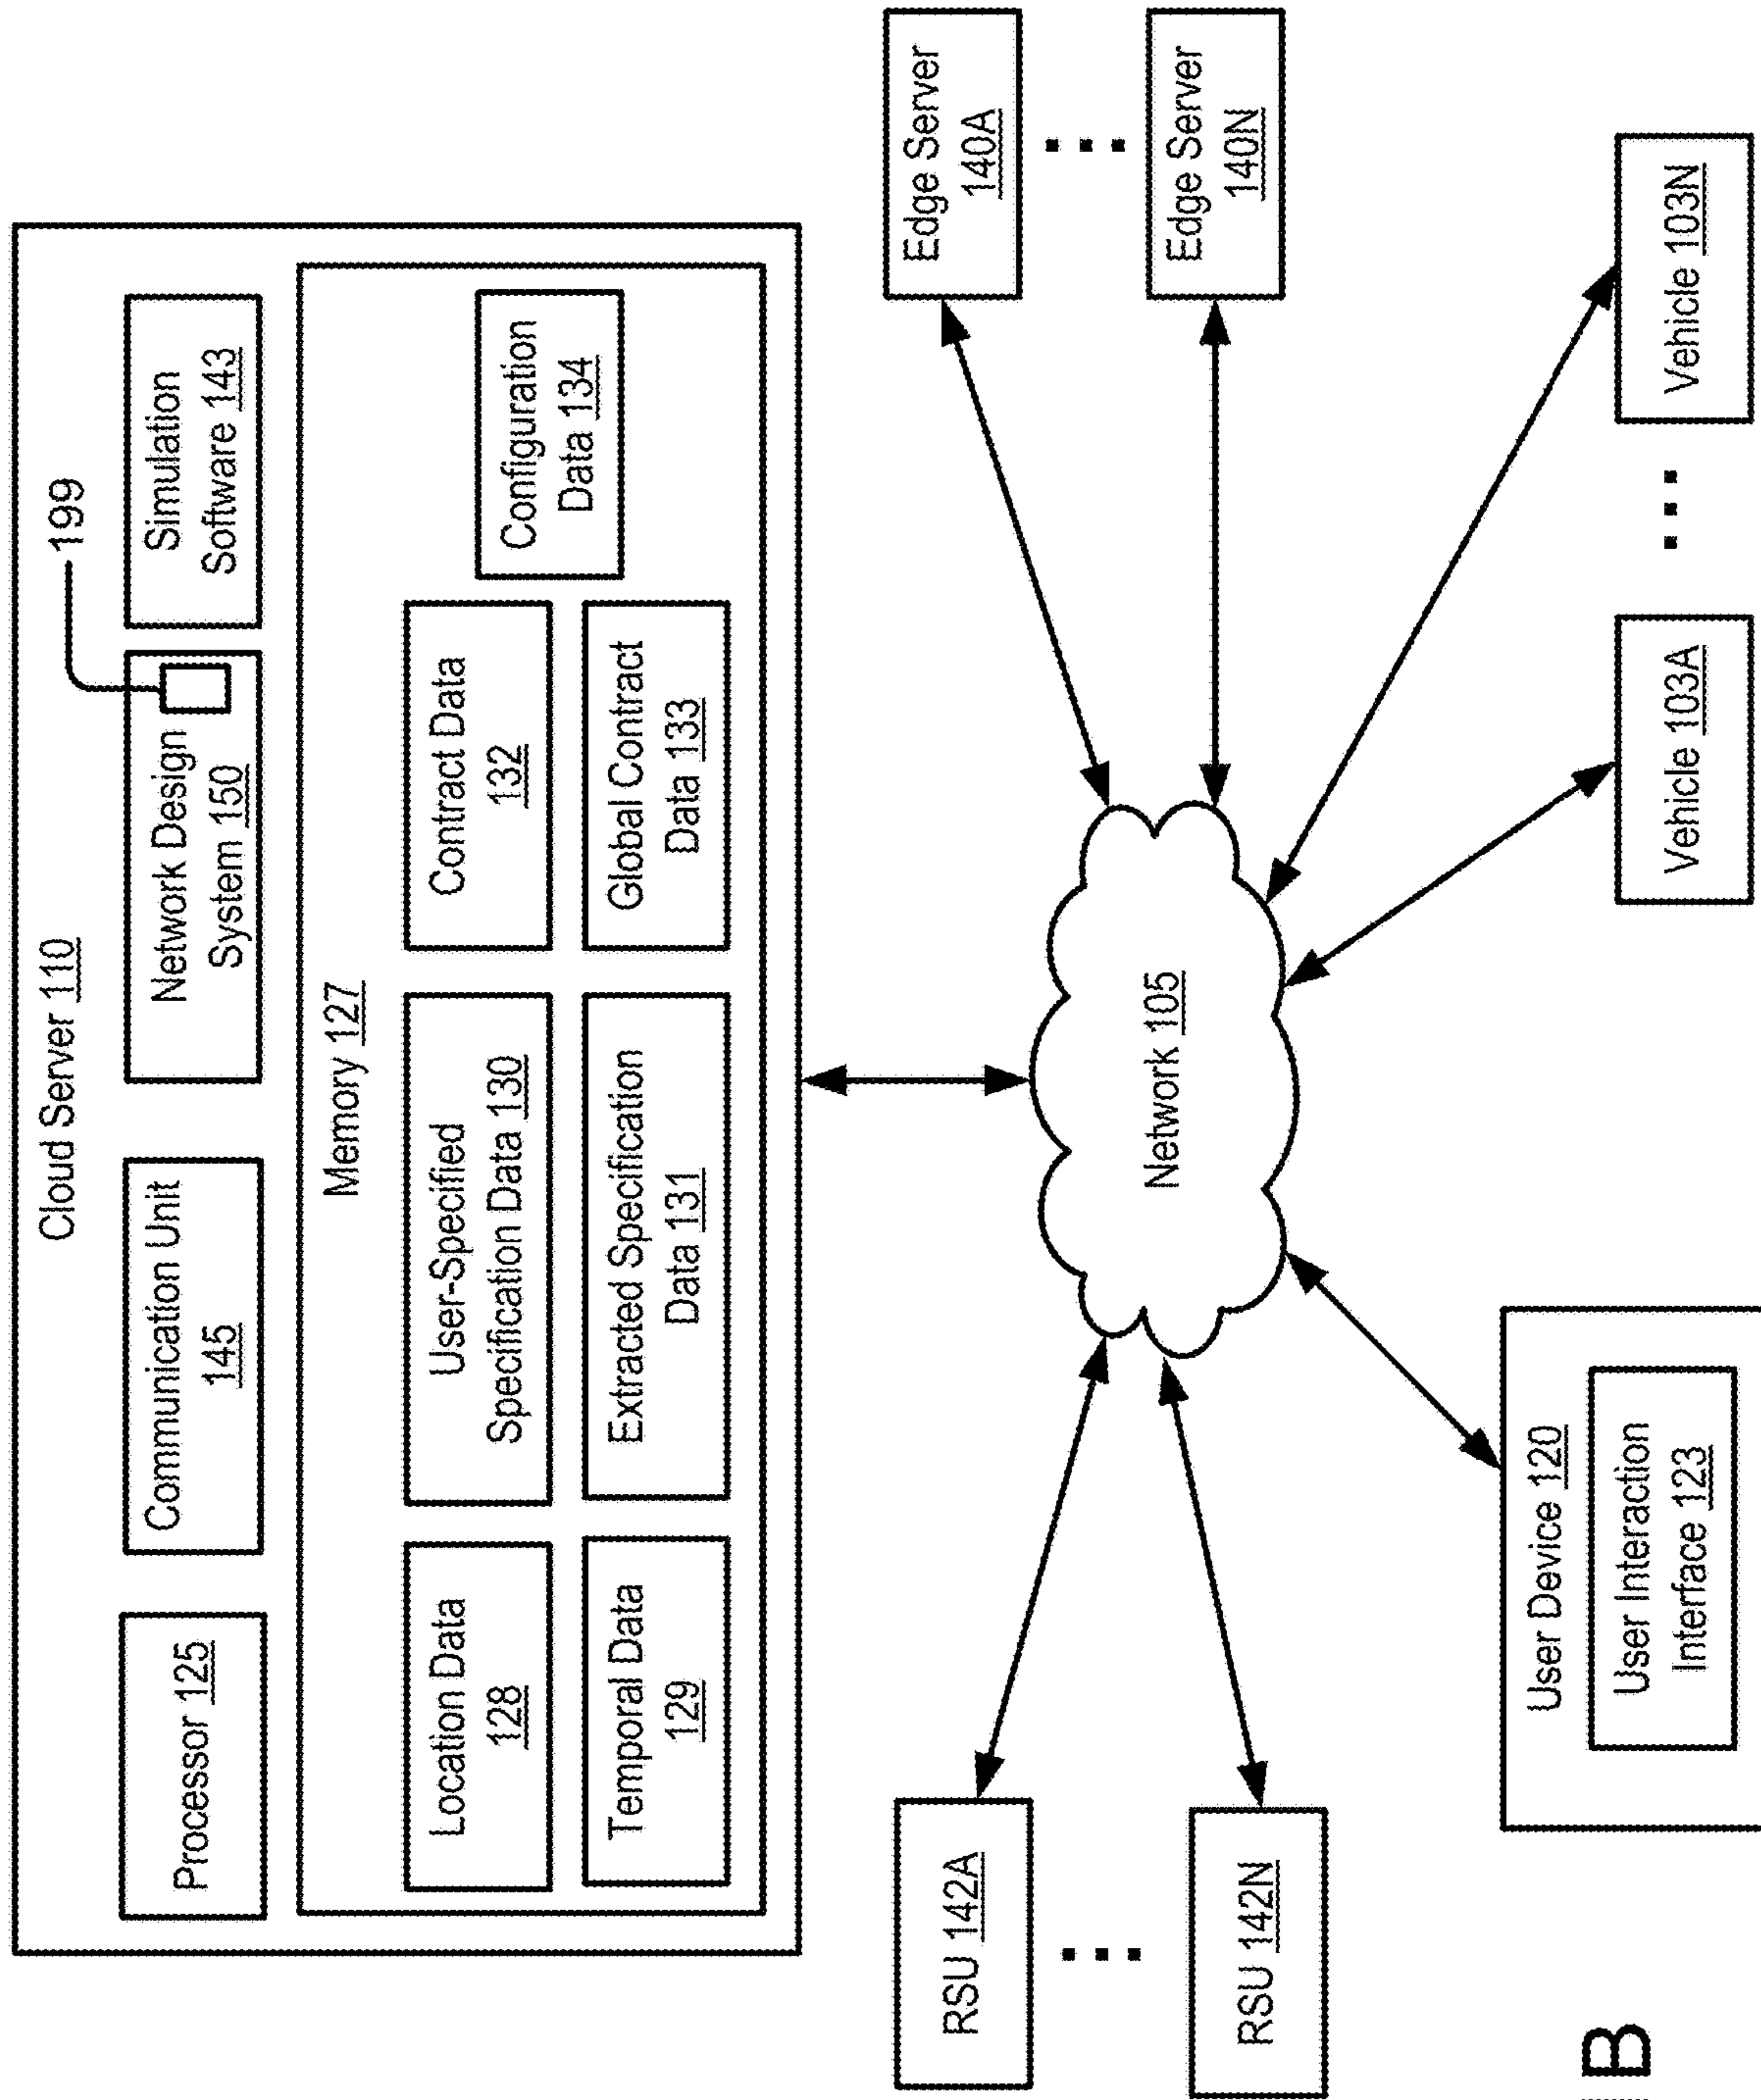 Cloud Server 110
199
Processor 125
Communication Unit
145
Network Design
System 150
Simulation
Software 143
Memory 127
Location Data
128
User-Specified
Specification Data 130
Contract Data
132
Configuration
Data 134
Temporal Data
129
Extracted Specification
Data 131
Global Contract
Data 133
RSU 142A
RSU 142N
Network 105
Edge Server
140A
Edge Server
140N
User Device 120
User Interaction
Interface 123
Vehicle 103A
Vehicle 103N
B